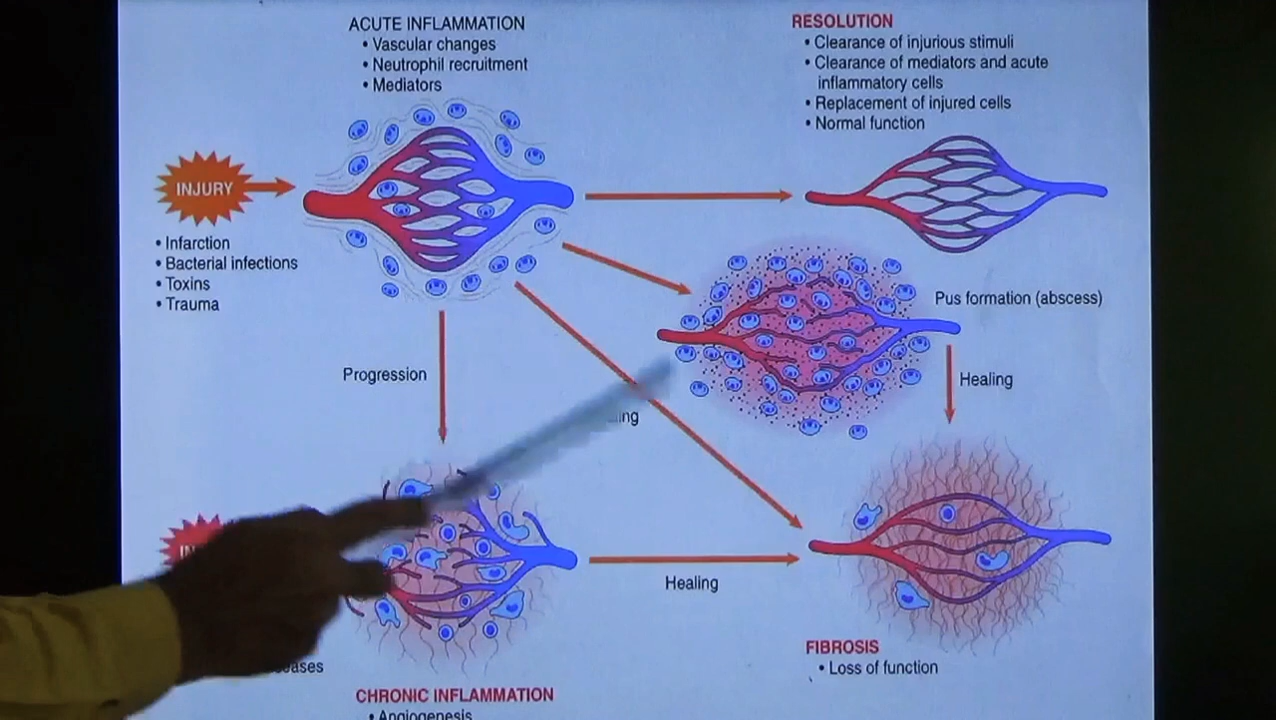 ACUTE INFLAMMATION
• Vascular changes
• Neutrophil recruitment
• Mediators
RESOLUTION
• Clearance of injurious stimuli
• Clearance of mediators and acute
inflammatory cells
• Replacement of injured cells
• Normal function
INJURY
• Infarction
• Bacterial infections
• Toxins
• Trauma
Pus formation (abscess)
Progression
Healing
Healing
FIBROSIS
• Loss of function
CHRONIC INFLAMMATION
• Angiogenesis